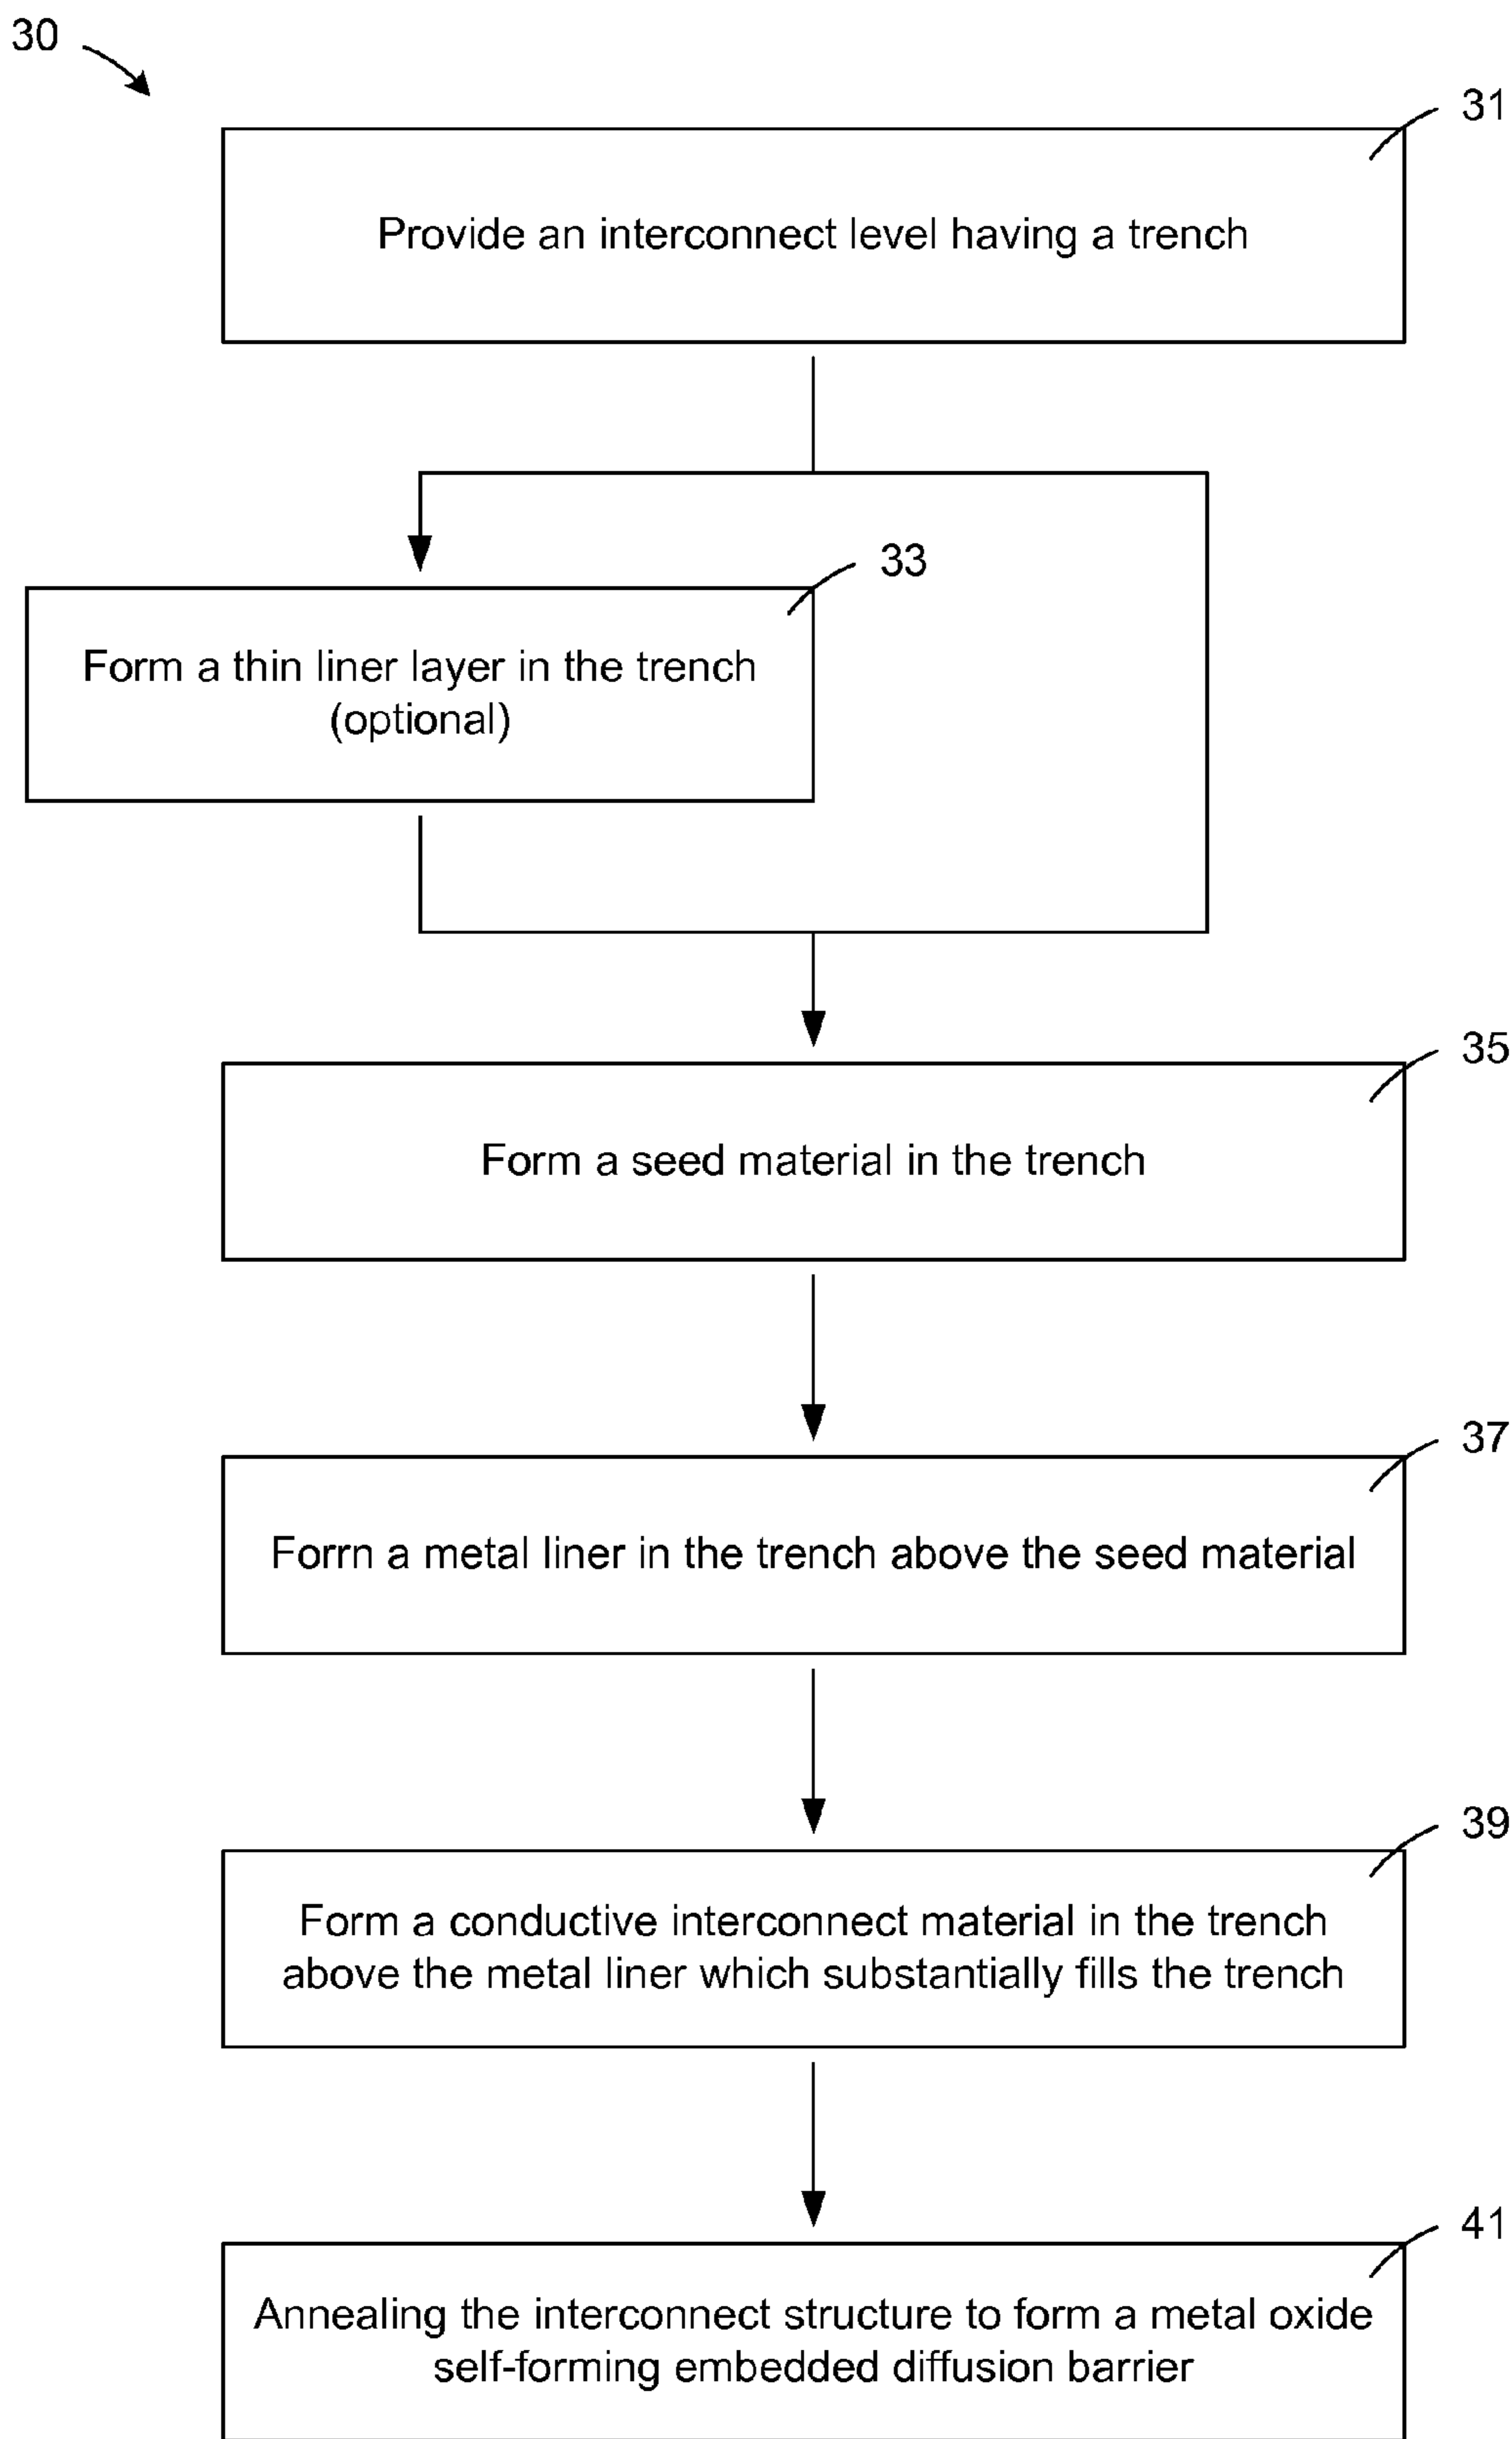 30
31
Provide an interconnect level having a trench
33
Form a thin liner layer in the trench
(optional)
35
Form a seed material in the trench
37
Forrn a metal liner in the trench above the seed material
39
Form a conductive interconnect material in the trench
above the metal liner which substantially fills the trench
41
Annealing the interconnect structure to form a metal oxide
self-forming embedded diffusion barrier